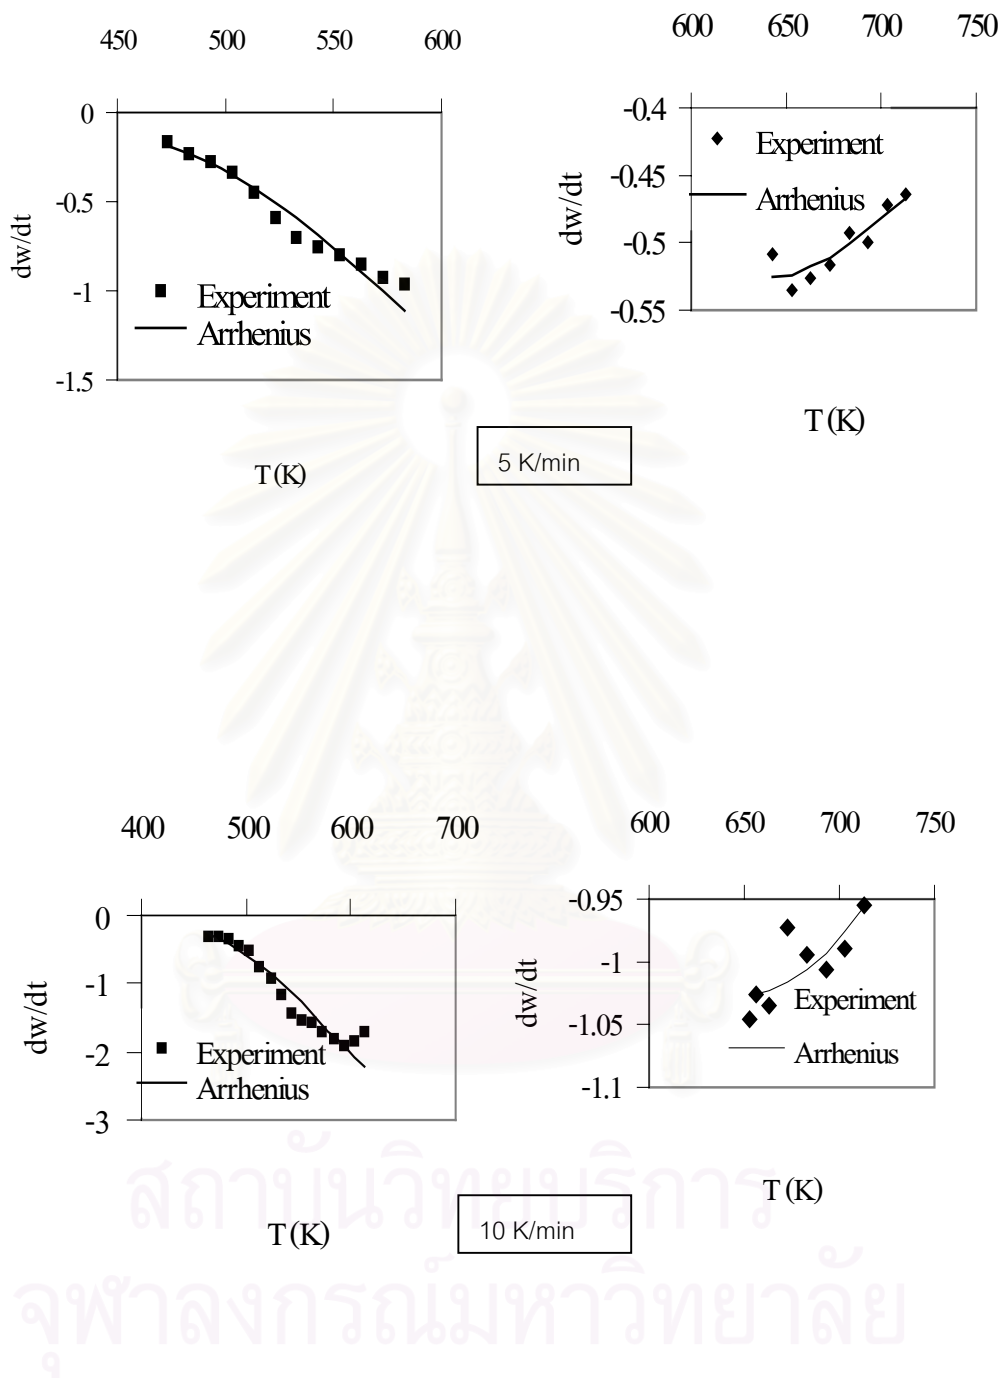 450 500 550 600
0
-0.5
-1
-1.5
dw/dt
Experiment
Arrhenius
T (K)
600 650 700 750
-0.4
-0.45
-0.5
-0.55
dw/dt
Experiment
Arrhenius
T (K)
5 K/min
400 500 600 700
0
-1
-2
-3
dw/dt
Experiment
Arrhenius
T (K)
600 650 700 750
-0.95
-1
-1.05
-1.1
dw/dt
Experiment
Arrhenius
T (K)
10 K/min
สถาบันวิทยบริการ
จุฬาลงกรณ์มหาวิทยาลัย